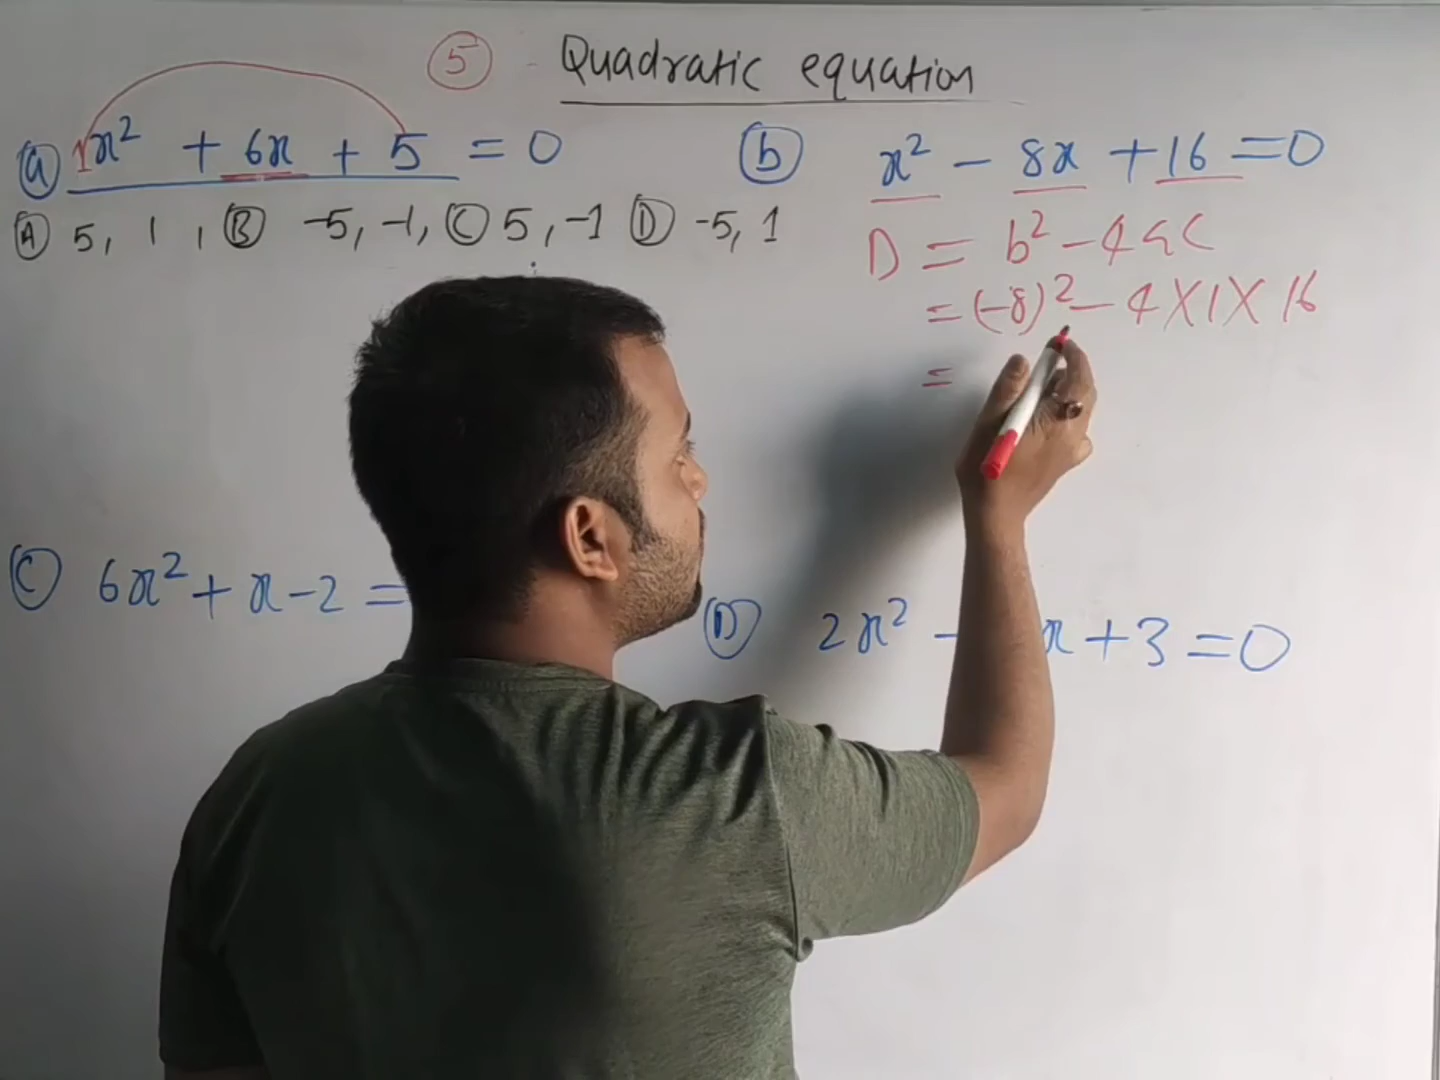 ⑤ Quadratic equation
ⓐ 1x² + 6x + 5 = 0
Ⓐ 5, 1, Ⓑ -5, -1, Ⓒ 5, -1 Ⓓ -5, 1
ⓑ x² - 8x + 16 = 0
D = b² - 4ac
= (-8)² - 4 X 1 X 16
=
Ⓒ 6x² + x - 2 =
Ⓓ 2x² - x + 3 = 0